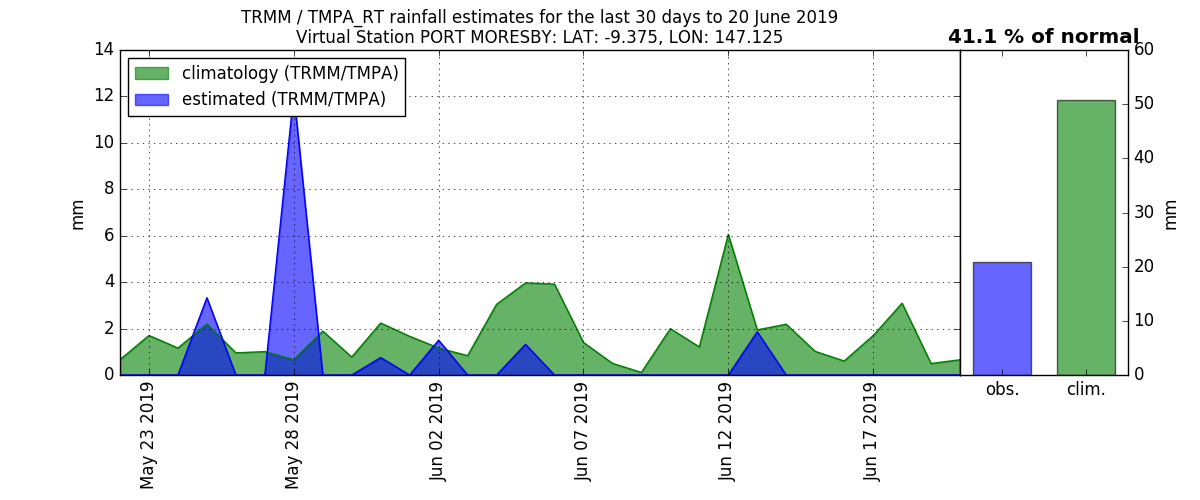 TRMM / TMPA_RT rainfall estimates for the last 30 days to 20 June 2019
Virtual Station PORT MORESBY: LAT: -9.375, LON: 147.125
41.1 % of normal
climatology (TRMM/TMPA)
estimated (TRMM/TMPA)
14
12
10
8
6
4
2
0
mm
May 23 2019
May 28 2019
Jun 02 2019
Jun 07 2019
Jun 12 2019
Jun 17 2019
60
50
40
30
20
10
0
mm
obs.
clim.